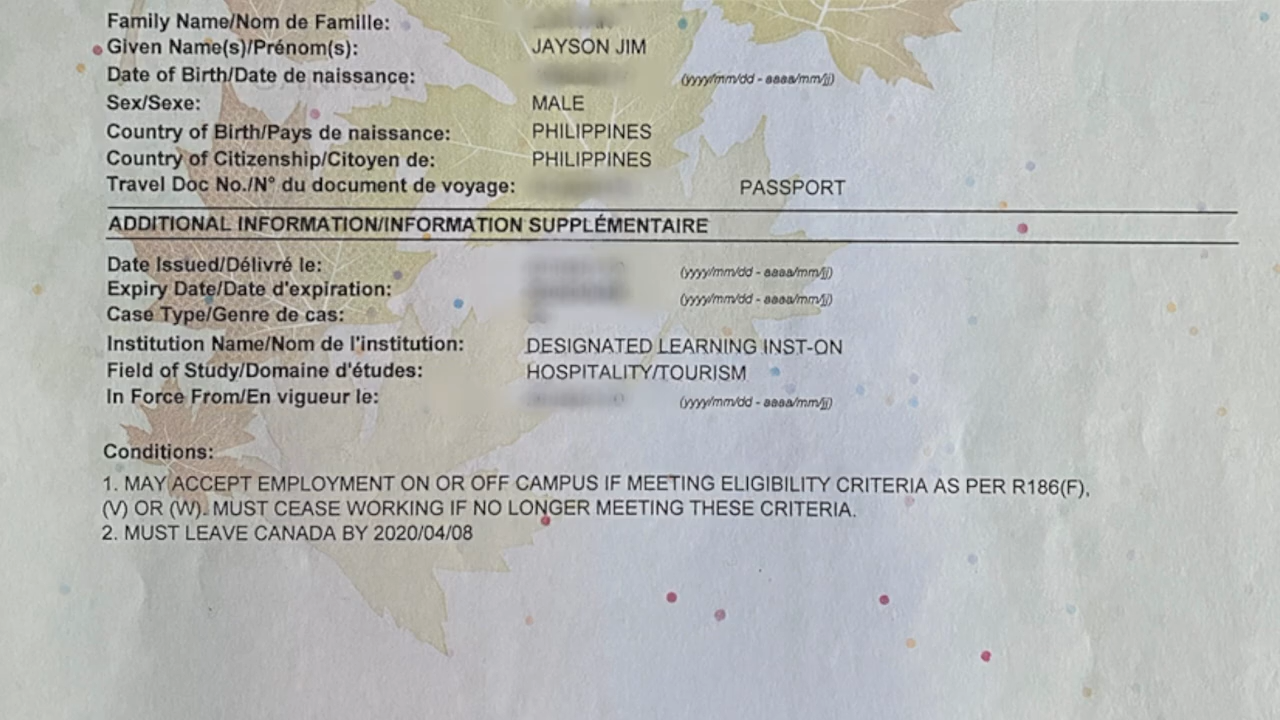 Family Name/Nom de Famille:
Given Name(s)/Prénom(s): JAYSON JIM
Date of Birth/Date de naissance: (yyyy/mm/dd - aaaa/mm/jj)
CANADA
Sex/Sexe: MALE
Country of Birth/Pays de naissance: PHILIPPINES
Country of Citizenship/Citoyen de: PHILIPPINES
Travel Doc No./N° du document de voyage: PASSPORT
ADDITIONAL INFORMATION/INFORMATION SUPPLÉMENTAIRE
Date Issued/Délivré le: (yyyy/mm/dd - aaaa/mm/jj)
Expiry Date/Date d'expiration: (yyyy/mm/dd - aaaa/mm/jj)
Case Type/Genre de cas:
Institution Name/Nom de l'institution: DESIGNATED LEARNING INST-ON
Field of Study/Domaine d'études: HOSPITALITY/TOURISM
In Force From/En vigueur le: (yyyy/mm/dd - aaaa/mm/jj)
Conditions:
1. MAY ACCEPT EMPLOYMENT ON OR OFF CAMPUS IF MEETING ELIGIBILITY CRITERIA AS PER R186(F),
(V) OR (W). MUST CEASE WORKING IF NO LONGER MEETING THESE CRITERIA.
2. MUST LEAVE CANADA BY 2020/04/08